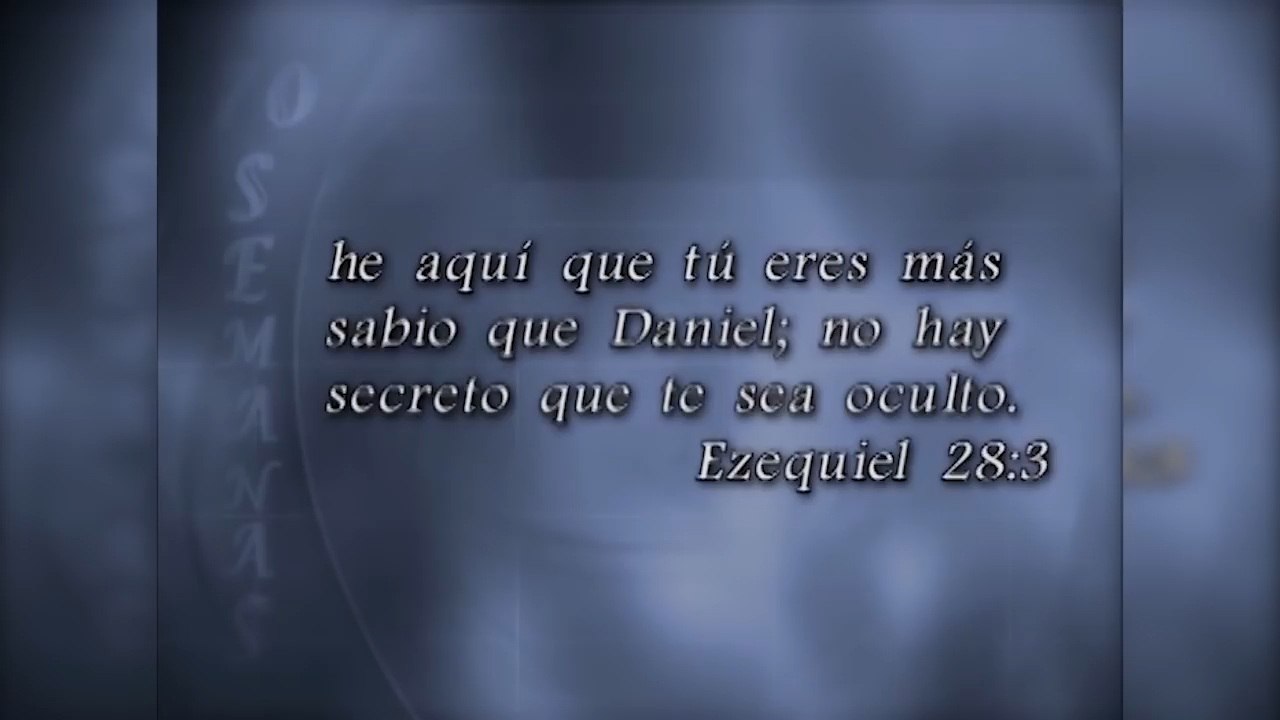 he aquí que tú eres más
sabio que Daniel; no hay
secreto que te sea oculto.
Ezequiel 28:3
O
SEMANAS